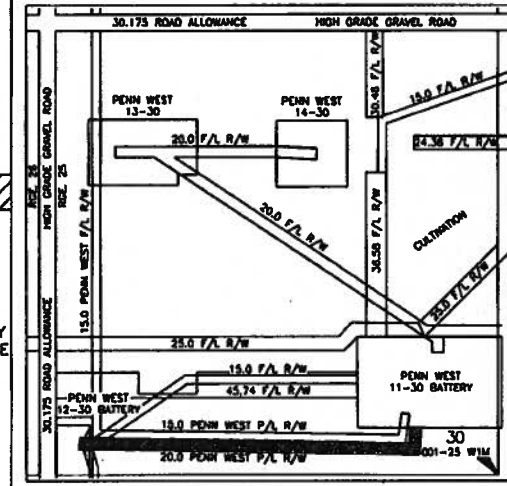 30.175 ROAD ALLOWANCE
HIGH GRADE GRAVEL ROAD
RGE. 26
HIGH GRADE GRAVEL ROAD
RGE. 25
30.175 ROAD ALLOWANCE
15.0 PENN WEST F/L R/W
PENN WEST
13-30
PENN WEST
14-30
20.0 F/L R/W
20.0 F/L R/W
30.48 F/L R/W
15.0 F/L R/W
24.38 F/L R/W
36.58 F/L R/W
CULTIVATION
25.0 F/L R/W
25.0 F/L R/W
15.0 F/L R/W
45.74 F/L R/W
PENN WEST
12-30 BATTERY
PENN WEST
11-30 BATTERY
15.0 PENN WEST P/L R/W
20.0 PENN WEST P/L R/W
30
001-25 W1M
E